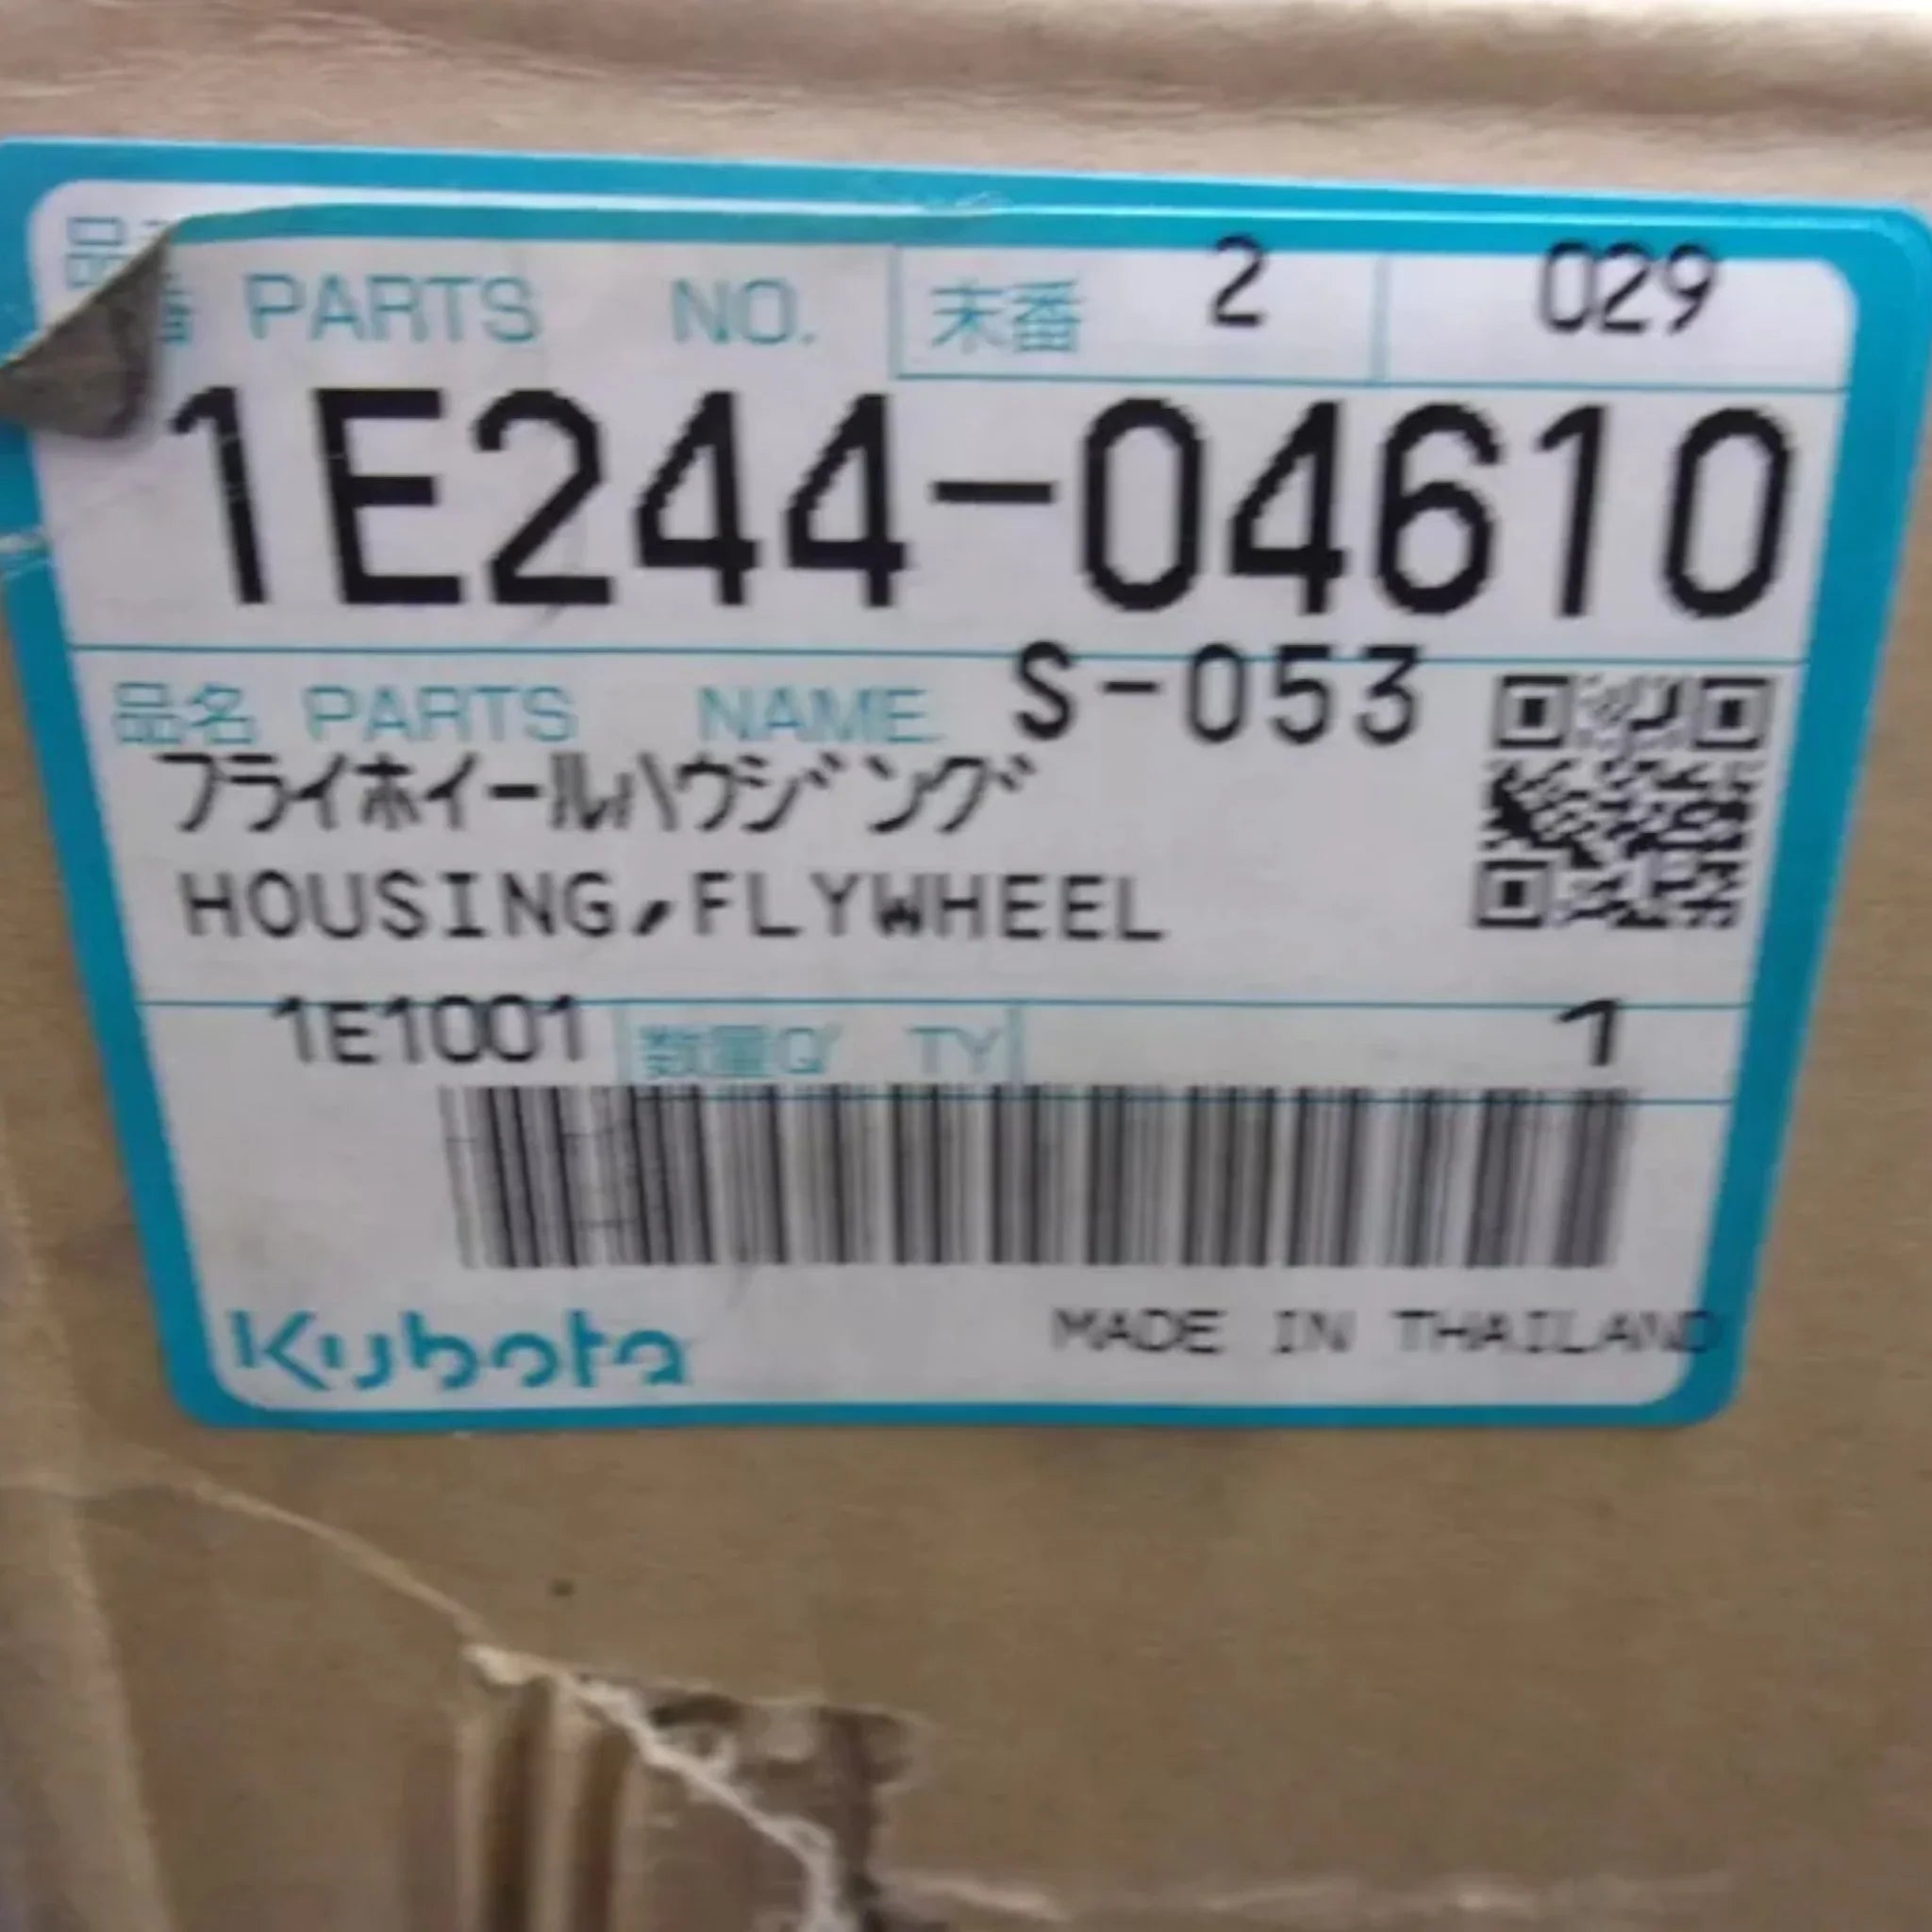 品番 PARTS NO. 末番 2 029
1E244-04610
品名 PARTS NAME. S-053
フライホイールハウジング
HOUSING,FLYWHEEL
1E1001 数量Q'TY 1
Kubota MADE IN THAILAND